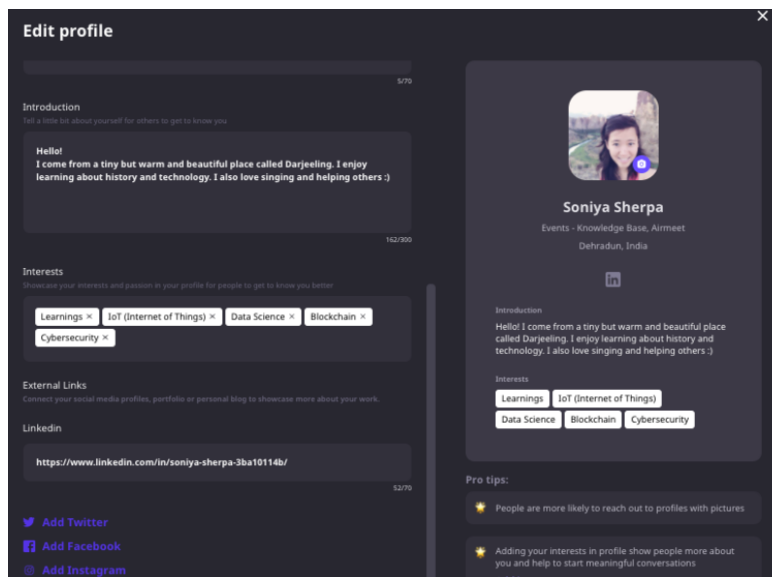 Edit profile
5/70
Introduction
Tell a little bit about yourself for others to get to know you
Hello!
I come from a tiny but warm and beautiful place called Darjeeling. I enjoy
learning about history and technology. I also love singing and helping others :)
162/300
Interests
Showcase your interests and passion in your profile for people to get to know you better
Learnings × IoT (Internet of Things) × Data Science × Blockchain ×
Cybersecurity ×
External Links
Connect your social media profiles, portfolio or personal blog to showcase more about your work.
Linkedin
https://www.linkedin.com/in/soniya-sherpa-3ba10114b/
52/70
Add Twitter
Add Facebook
Add Instagram
Soniya Sherpa
Events - Knowledge Base, Airmeet
Dehradun, India
in
Introduction
Hello! I come from a tiny but warm and beautiful place
called Darjeeling. I enjoy learning about history and
technology. I also love singing and helping others :)
Interests
Learnings IoT (Internet of Things)
Data Science Blockchain Cybersecurity
Pro tips:
People are more likely to reach out to profiles with pictures
Adding your interests in profile show people more about
you and help to start meaningful conversations